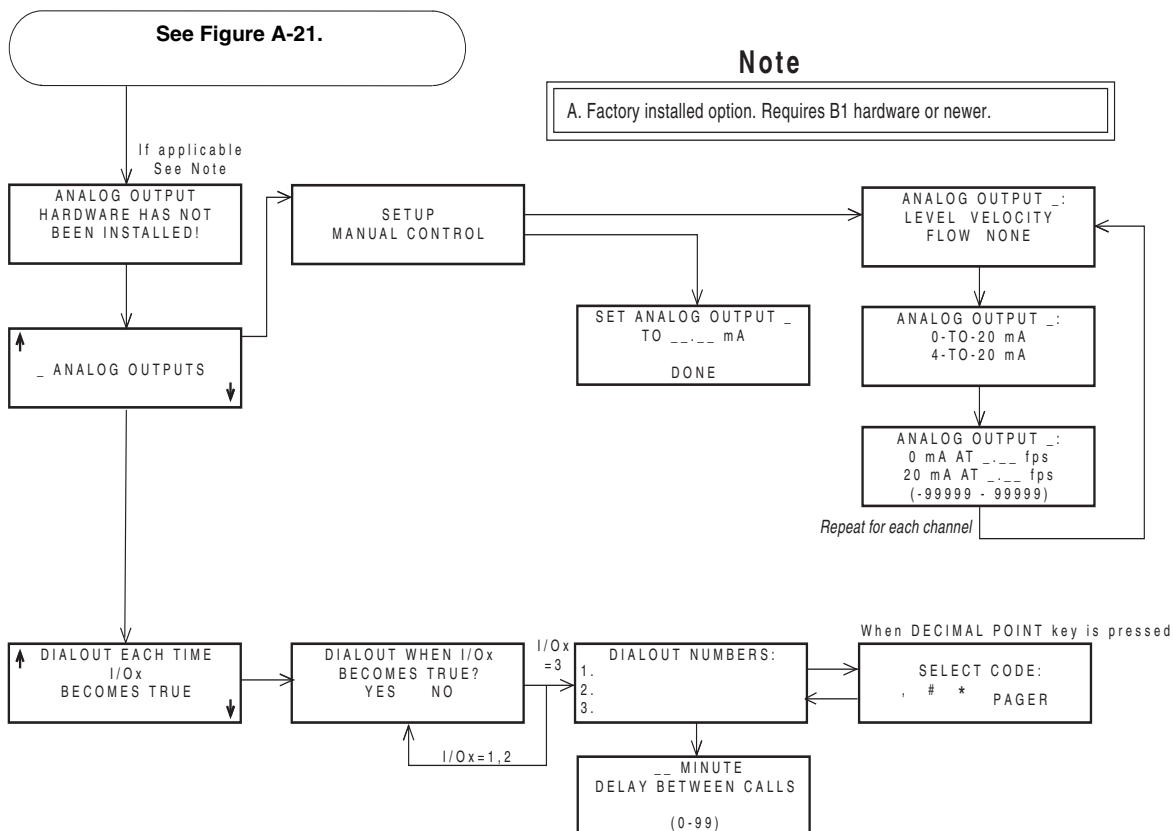 See Figure A-21.
Note
A. Factory installed option. Requires B1 hardware or newer.
If applicable
See Note
ANALOG OUTPUT
HARDWARE HAS NOT
BEEN INSTALLED!
SETUP
MANUAL CONTROL
ANALOG OUTPUT _:
LEVEL VELOCITY
FLOW NONE
SET ANALOG OUTPUT _
TO __.__ mA
DONE
ANALOG OUTPUT _:
0-TO-20 mA
4-TO-20 mA
_ ANALOG OUTPUTS
ANALOG OUTPUT _:
0 mA AT _.__ fps
20 mA AT _.__ fps
(-99999 - 99999)
Repeat for each channel
DIALOUT EACH TIME
I/Ox
BECOMES TRUE
DIALOUT WHEN I/Ox
BECOMES TRUE?
YES NO
I/Ox
=3
I/Ox=1,2
DIALOUT NUMBERS:
1.
2.
3.
When DECIMAL POINT key is pressed
SELECT CODE:
, # * PAGER
__ MINUTE
DELAY BETWEEN CALLS
(0-99)